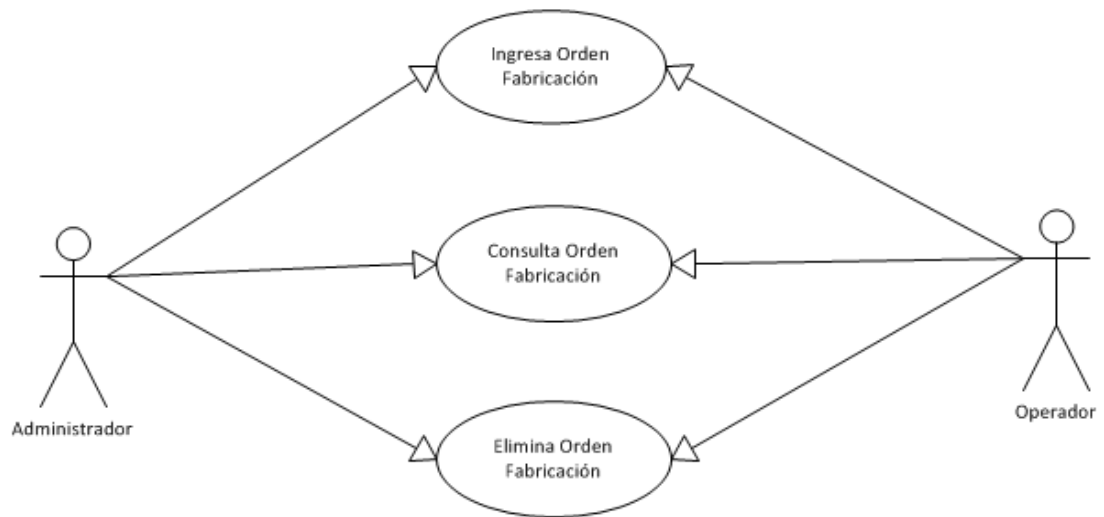 Ingresa Orden
Fabricación
Consulta Orden
Fabricación
Administrador
Operador
Elimina Orden
Fabricación